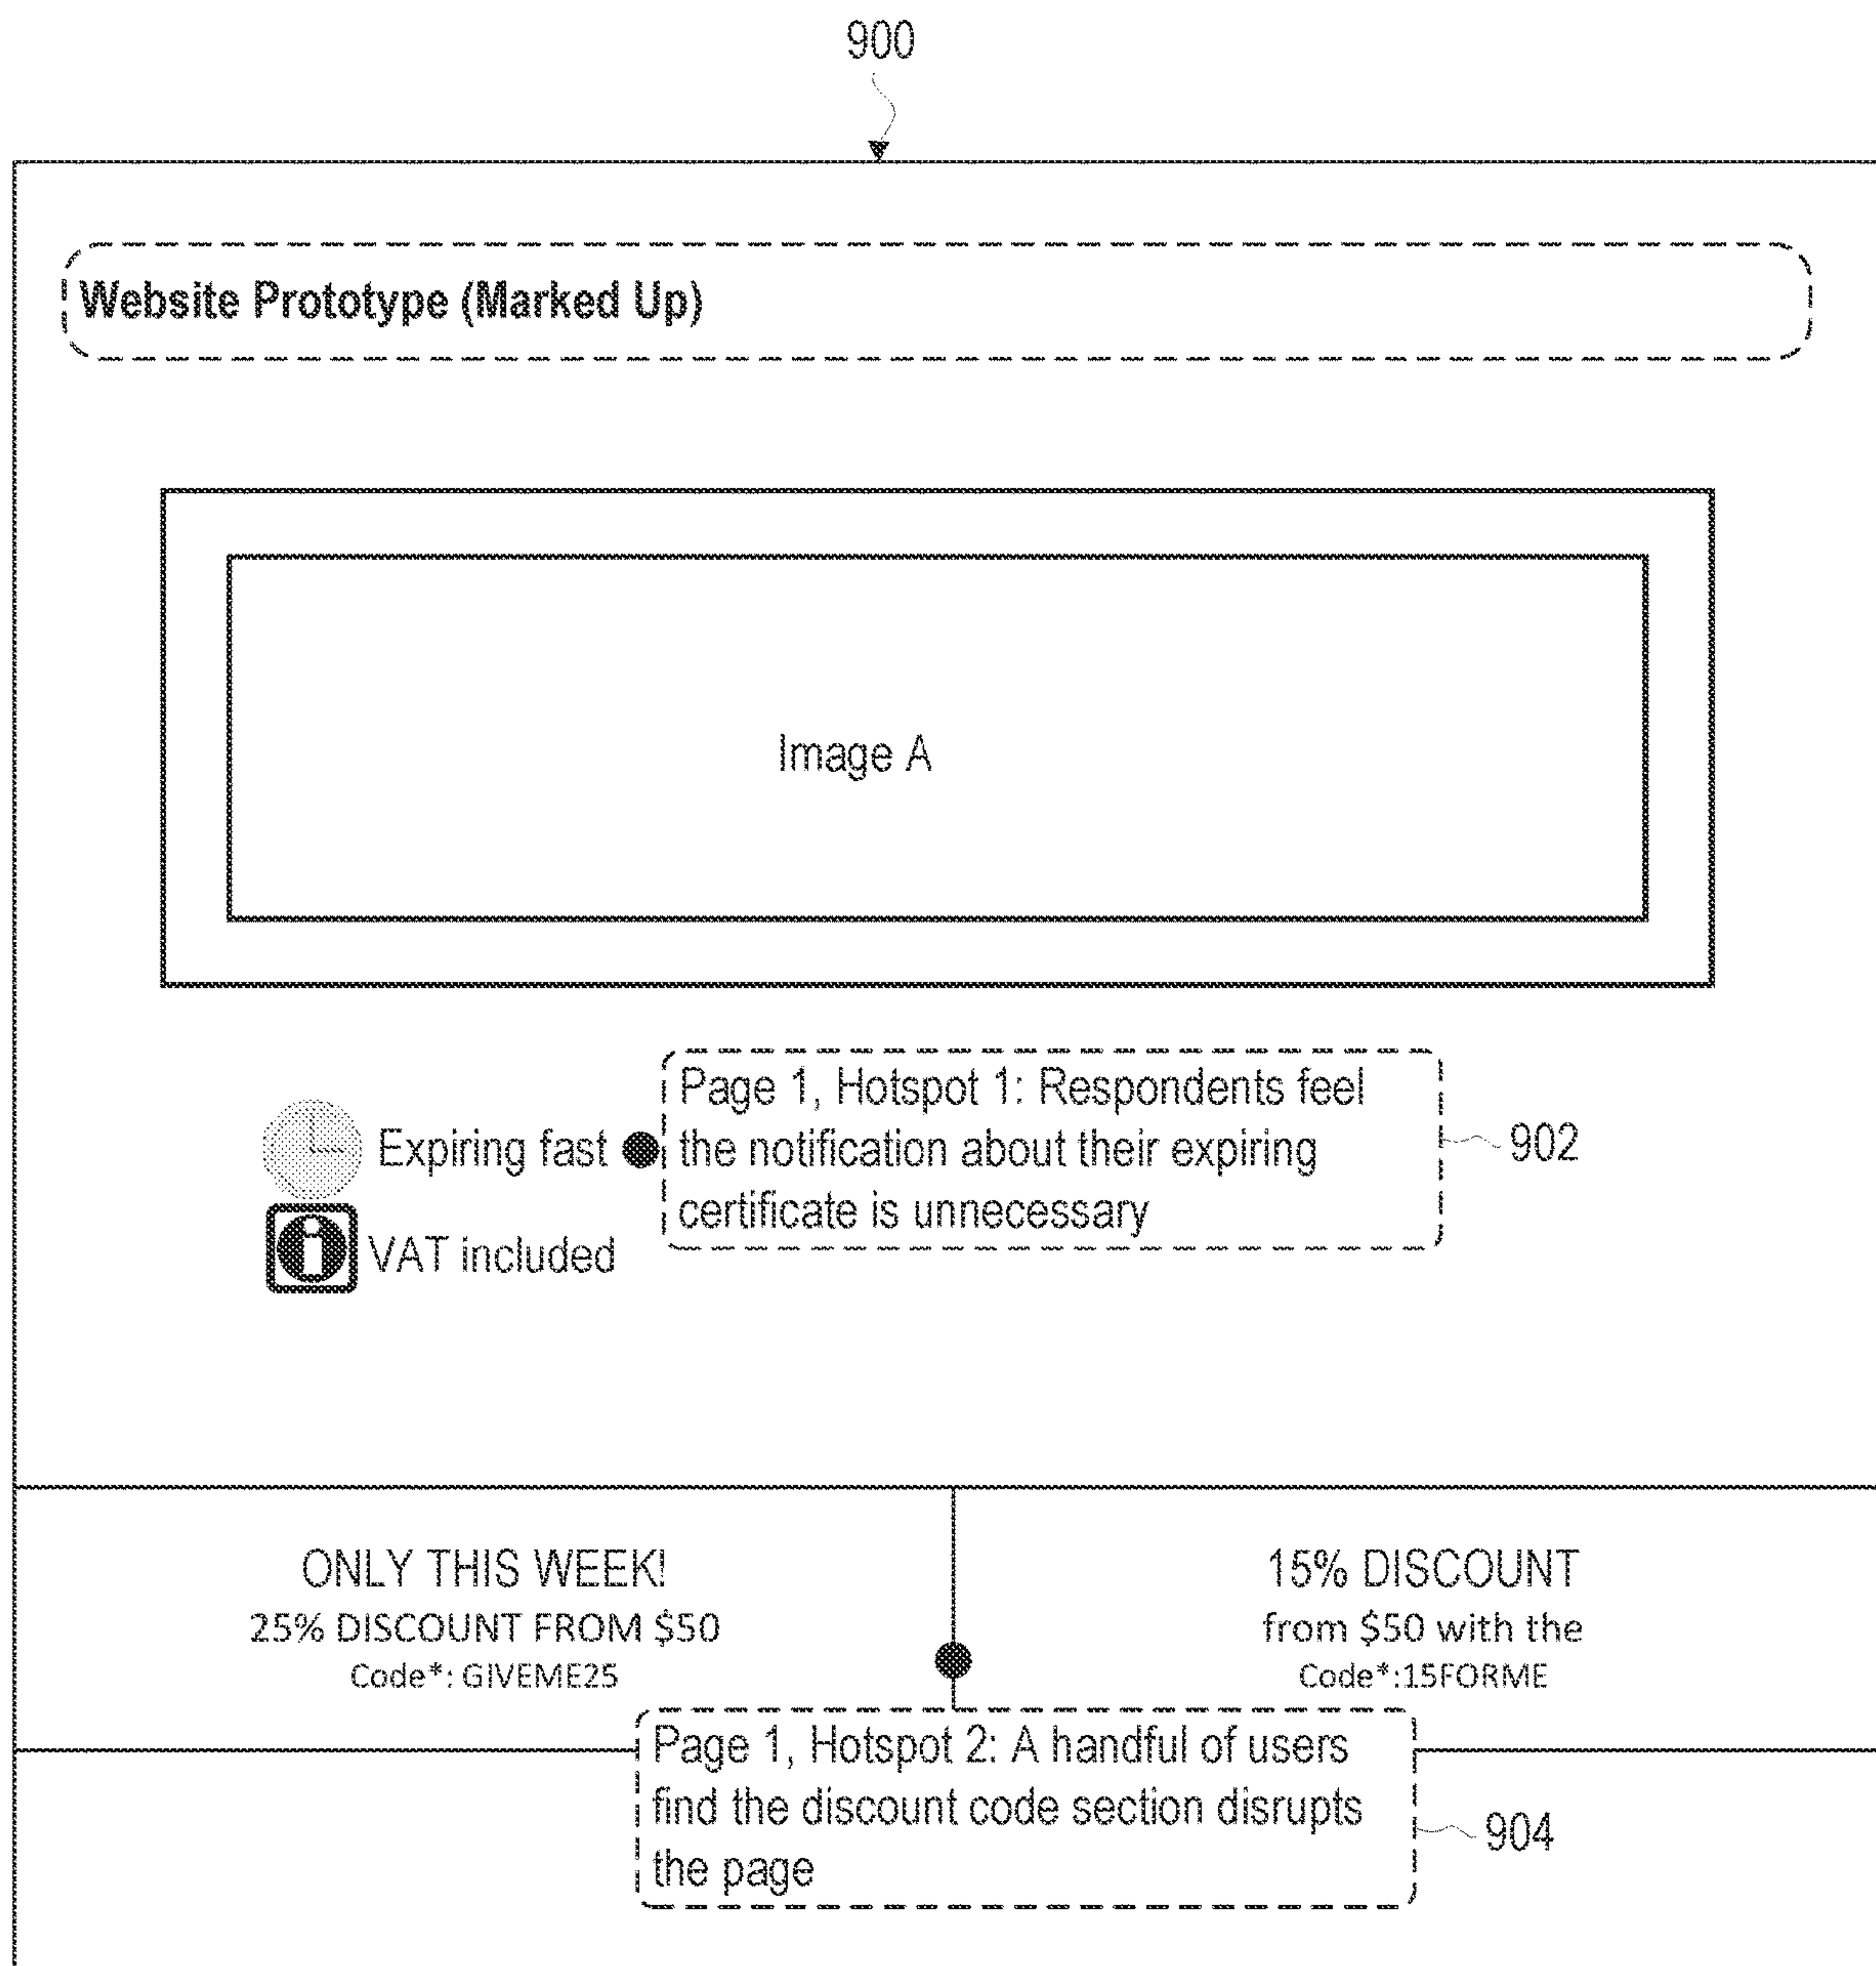 900
Website Prototype (Marked Up)
Image A
Expiring fast
Page 1, Hotspot 1: Respondents feel
the notification about their expiring
certificate is unnecessary
902
i
VAT included
ONLY THIS WEEK!
25% DISCOUNT FROM $50
Code*: GIVEME25
15% DISCOUNT
from $50 with the
Code*:15FORME
Page 1, Hotspot 2: A handful of users
find the discount code section disrupts
the page
904